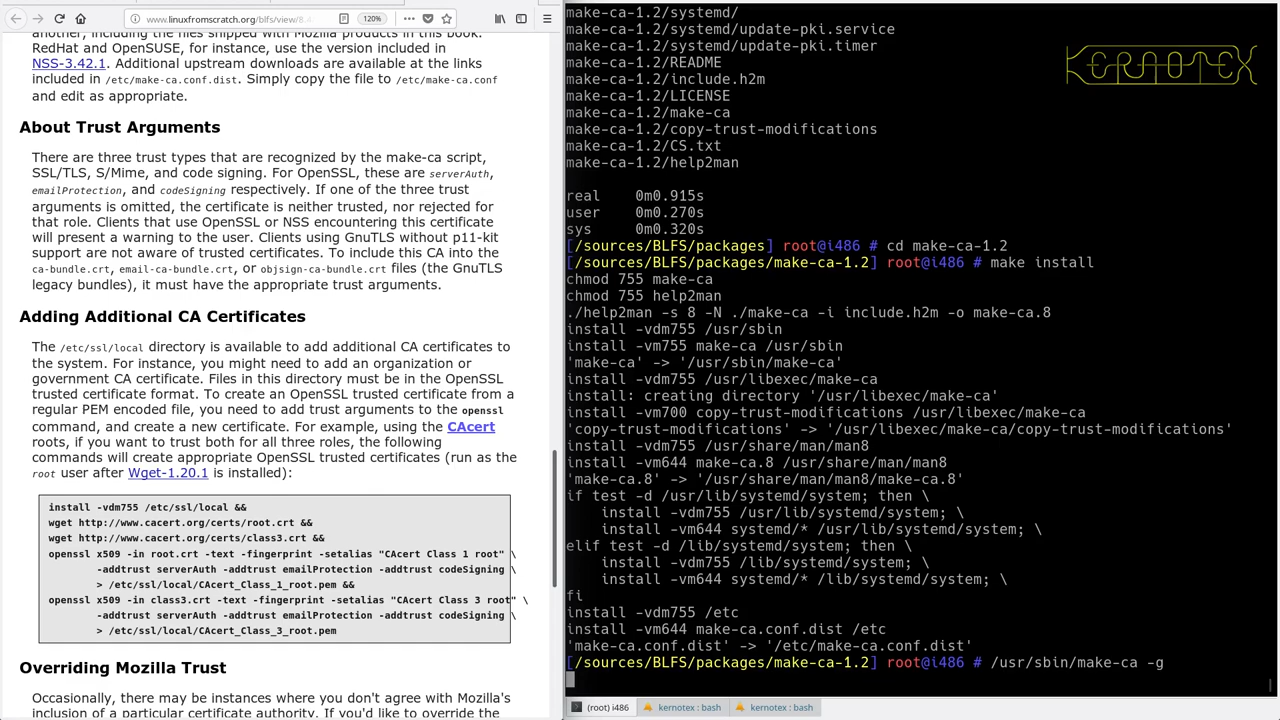 www.linuxfromscratch.org/blfs/view/8.4
120%
another, including the files shipped with Mozilla products in this book.
RedHat and OpenSUSE, for instance, use the version included in
NSS-3.42.1. Additional upstream downloads are available at the links
included in /etc/make-ca.conf.dist. Simply copy the file to /etc/make-ca.conf
and edit as appropriate.
About Trust Arguments
There are three trust types that are recognized by the make-ca script,
SSL/TLS, S/Mime, and code signing. For OpenSSL, these are serverAuth,
emailProtection, and codeSigning respectively. If one of the three trust
arguments is omitted, the certificate is neither trusted, nor rejected for
that role. Clients that use OpenSSL or NSS encountering this certificate
will present a warning to the user. Clients using GnuTLS without p11-kit
support are not aware of trusted certificates. To include this CA into the
ca-bundle.crt, email-ca-bundle.crt, or objsign-ca-bundle.crt files (the GnuTLS
legacy bundles), it must have the appropriate trust arguments.
Adding Additional CA Certificates
The /etc/ssl/local directory is available to add additional CA certificates to
the system. For instance, you might need to add an organization or
government CA certificate. Files in this directory must be in the OpenSSL
trusted certificate format. To create an OpenSSL trusted certificate from a
regular PEM encoded file, you need to add trust arguments to the openssl
command, and create a new certificate. For example, using the CAcert
roots, if you want to trust both for all three roles, the following
commands will create appropriate OpenSSL trusted certificates (run as the
root user after Wget-1.20.1 is installed):
install -vdm755 /etc/ssl/local &&
wget http://www.cacert.org/certs/root.crt &&
wget http://www.cacert.org/certs/class3.crt &&
openssl x509 -in root.crt -text -fingerprint -setalias "CAcert Class 1 root" \
-addtrust serverAuth -addtrust emailProtection -addtrust codeSigning \
> /etc/ssl/local/CAcert_Class_1_root.pem &&
openssl x509 -in class3.crt -text -fingerprint -setalias "CAcert Class 3 root" \
-addtrust serverAuth -addtrust emailProtection -addtrust codeSigning \
> /etc/ssl/local/CAcert_Class_3_root.pem
Overriding Mozilla Trust
Occasionally, there may be instances where you don't agree with Mozilla's
inclusion of a particular certificate authority. If you'd like to override the
make-ca-1.2/systemd/
make-ca-1.2/systemd/update-pki.service
make-ca-1.2/systemd/update-pki.timer
make-ca-1.2/README
make-ca-1.2/include.h2m
make-ca-1.2/LICENSE
make-ca-1.2/make-ca
make-ca-1.2/copy-trust-modifications
make-ca-1.2/CS.txt
make-ca-1.2/help2man
KERNOTEX
real 0m0.915s
user 0m0.270s
sys 0m0.320s
[/sources/BLFS/packages] root@i486 # cd make-ca-1.2
[/sources/BLFS/packages/make-ca-1.2] root@i486 # make install
chmod 755 make-ca
chmod 755 help2man
./help2man -s 8 -N ./make-ca -i include.h2m -o make-ca.8
install -vdm755 /usr/sbin
install -vm755 make-ca /usr/sbin
'make-ca' -> '/usr/sbin/make-ca'
install -vdm755 /usr/libexec/make-ca
install: creating directory '/usr/libexec/make-ca'
install -vm700 copy-trust-modifications /usr/libexec/make-ca
'copy-trust-modifications' -> '/usr/libexec/make-ca/copy-trust-modifications'
install -vdm755 /usr/share/man/man8
install -vm644 make-ca.8 /usr/share/man/man8
'make-ca.8' -> '/usr/share/man/man8/make-ca.8'
if test -d /usr/lib/systemd/system; then \
install -vdm755 /usr/lib/systemd/system; \
install -vm644 systemd/* /usr/lib/systemd/system; \
elif test -d /lib/systemd/system; then \
install -vdm755 /lib/systemd/system; \
install -vm644 systemd/* /lib/systemd/system; \
fi
install -vdm755 /etc
install -vm644 make-ca.conf.dist /etc
'make-ca.conf.dist' -> '/etc/make-ca.conf.dist'
[/sources/BLFS/packages/make-ca-1.2] root@i486 # /usr/sbin/make-ca -g
(root) i486
kernotex : bash
kernotex : bash